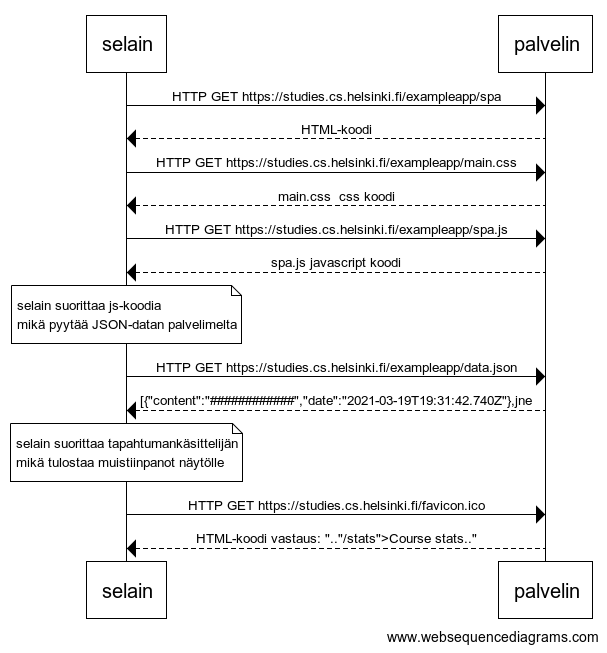 selain palvelin
HTTP GET https://studies.cs.helsinki.fi/exampleapp/spa
HTML-koodi
HTTP GET https://studies.cs.helsinki.fi/exampleapp/main.css
main.css  css koodi
HTTP GET https://studies.cs.helsinki.fi/exampleapp/spa.js
spa.js javascript koodi
selain suorittaa js-koodia
mikä pyytää JSON-datan palvelimelta
HTTP GET https://studies.cs.helsinki.fi/exampleapp/data.json
[{"content":"############","date":"2021-03-19T19:31:42.740Z"},jne
selain suorittaa tapahtumankäsittelijän
mikä tulostaa muistiinpanot näytölle
HTTP GET https://studies.cs.helsinki.fi/favicon.ico
HTML-koodi vastaus: ".."/stats">Course stats.."
selain palvelin
www.websequencediagrams.com